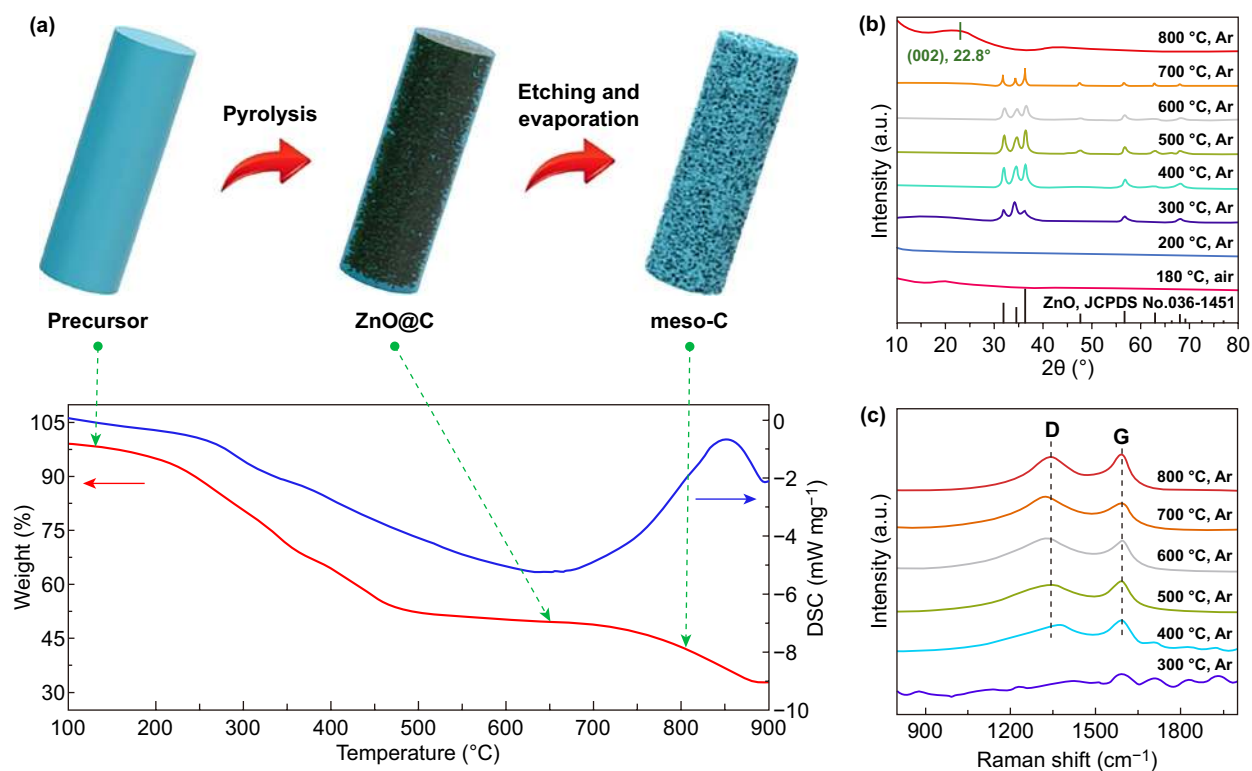 (a)
Pyrolysis
Etching and
evaporation
Precursor
ZnO@C
meso-C
105
90
75
60
45
30
Weight (%)
0
−2
−4
−6
−8
−10
DSC (mW mg⁻¹)
100
200
300
400
500
600
700
800
900
Temperature (°C)
(b)
800 °C, Ar
(002), 22.8°
700 °C, Ar
600 °C, Ar
500 °C, Ar
400 °C, Ar
300 °C, Ar
200 °C, Ar
180 °C, air
ZnO, JCPDS No.036-1451
Intensity (a.u.)
10
20
30
40
50
60
70
80
2θ (°)
(c)
D
G
800 °C, Ar
700 °C, Ar
600 °C, Ar
500 °C, Ar
400 °C, Ar
300 °C, Ar
Intensity (a.u.)
900
1200
1500
1800
Raman shift (cm⁻¹)